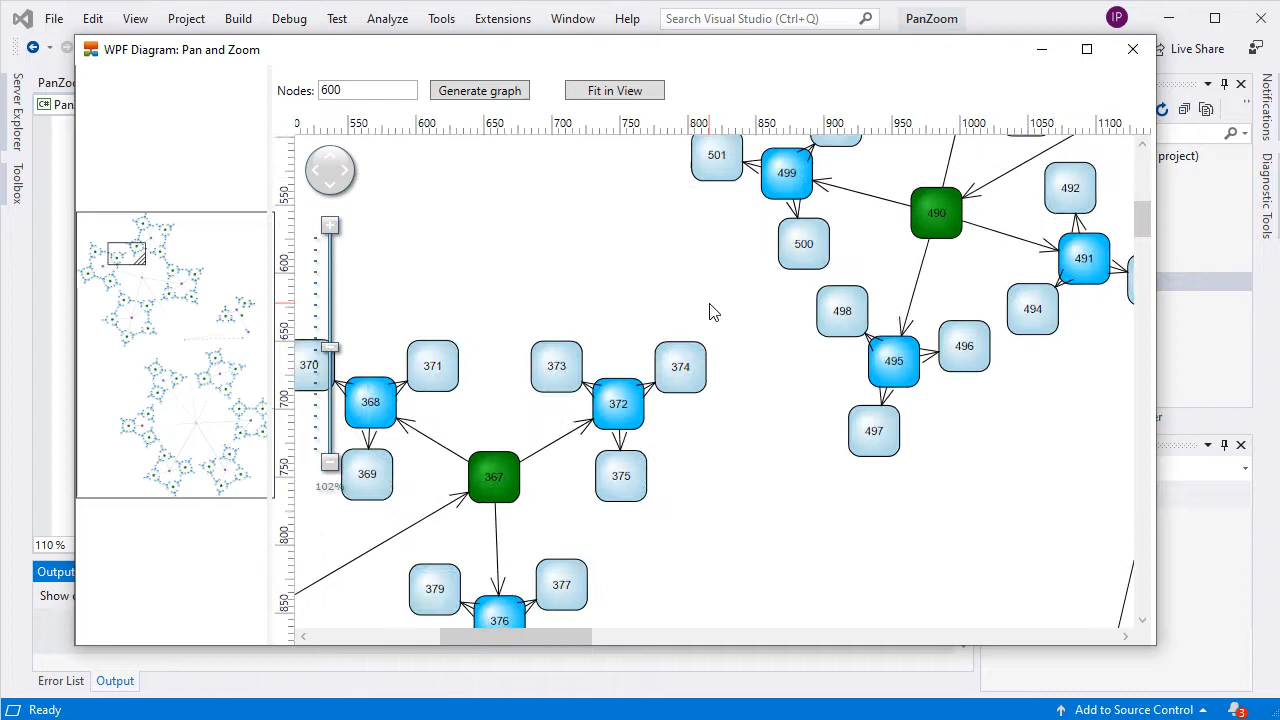 File Edit View Project Build Debug Test Analyze Tools Extensions Window Help Search Visual Studio (Ctrl+Q) PanZoom IP
Live Share
WPF Diagram: Pan and Zoom
PanZoo
Server Explorer
Toolbox
C# Pan
Nodes: 600 Generate graph Fit in View
0 550 600 650 700 750 800 850 900 950 1000 1050 1100
550
600
650
700
750
800
850
501
499
500
490
492
491
494
498
495
496
497
370
371
368
369
373
374
372
375
367
379
377
376
102%
project)
Notifications
Diagnostic Tools
110 %
Output
Show o
Error List Output
Ready Add to Source Control 3